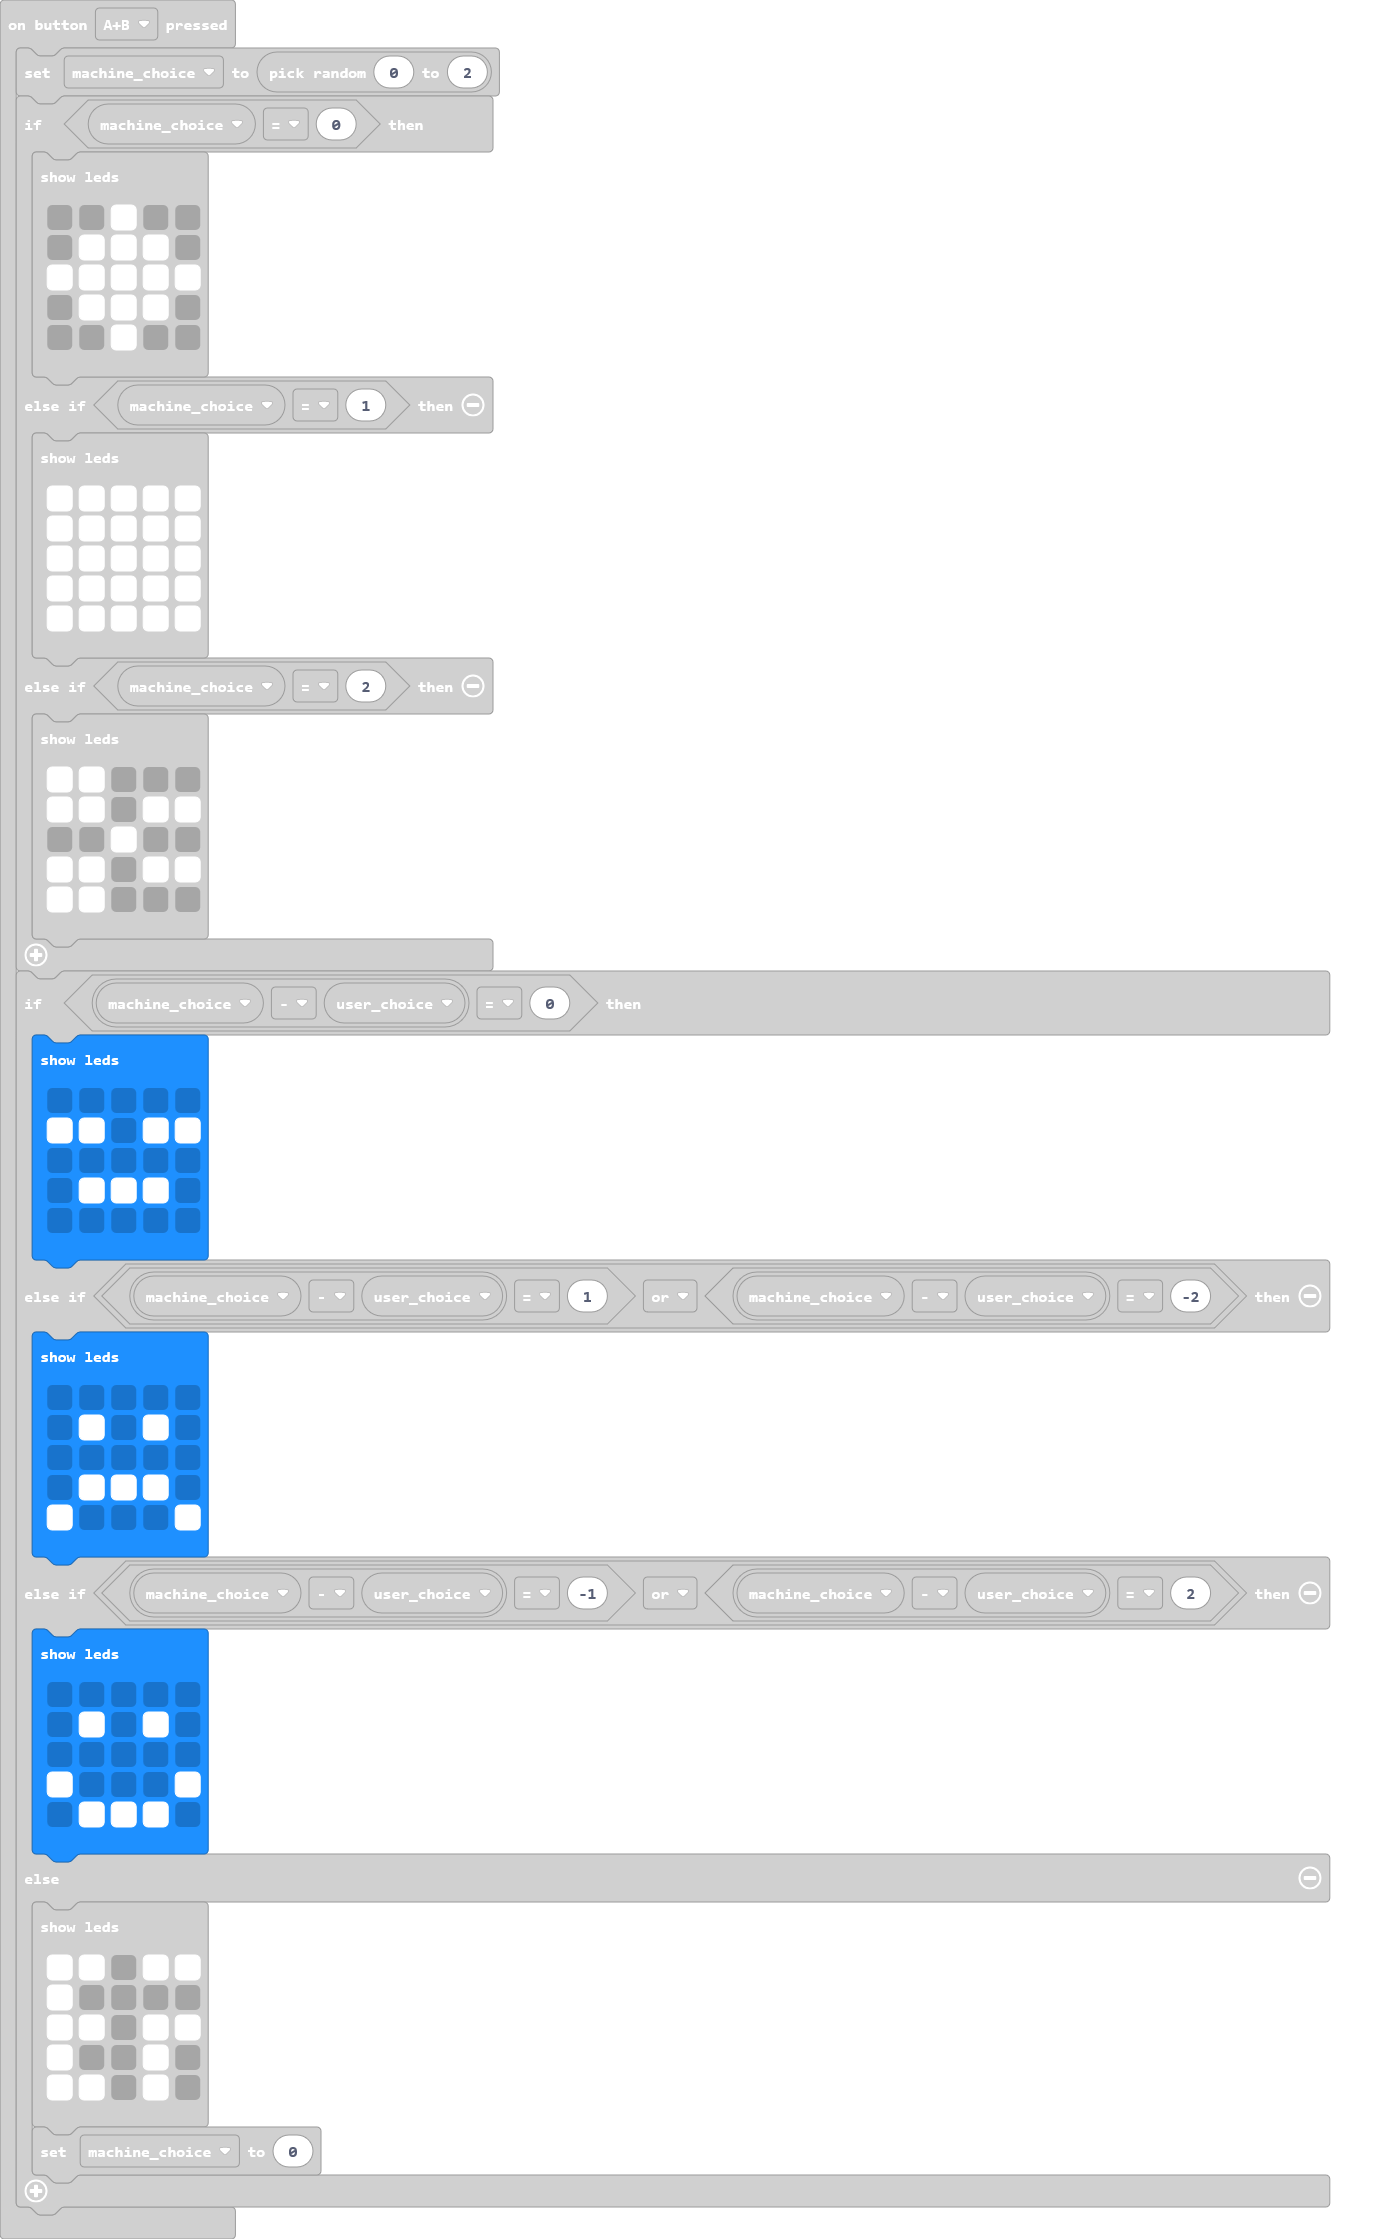 on button A+B pressed
set machine_choice to pick random 0 to 2
if machine_choice = 0 then
show leds
else if machine_choice = 1 then
show leds
else if machine_choice = 2 then
show leds
if machine_choice - user_choice = 0 then
show leds
else if machine_choice - user_choice = 1 or machine_choice - user_choice = -2 then
show leds
else if machine_choice - user_choice = -1 or machine_choice - user_choice = 2 then
show leds
else
show leds
set machine_choice to 0